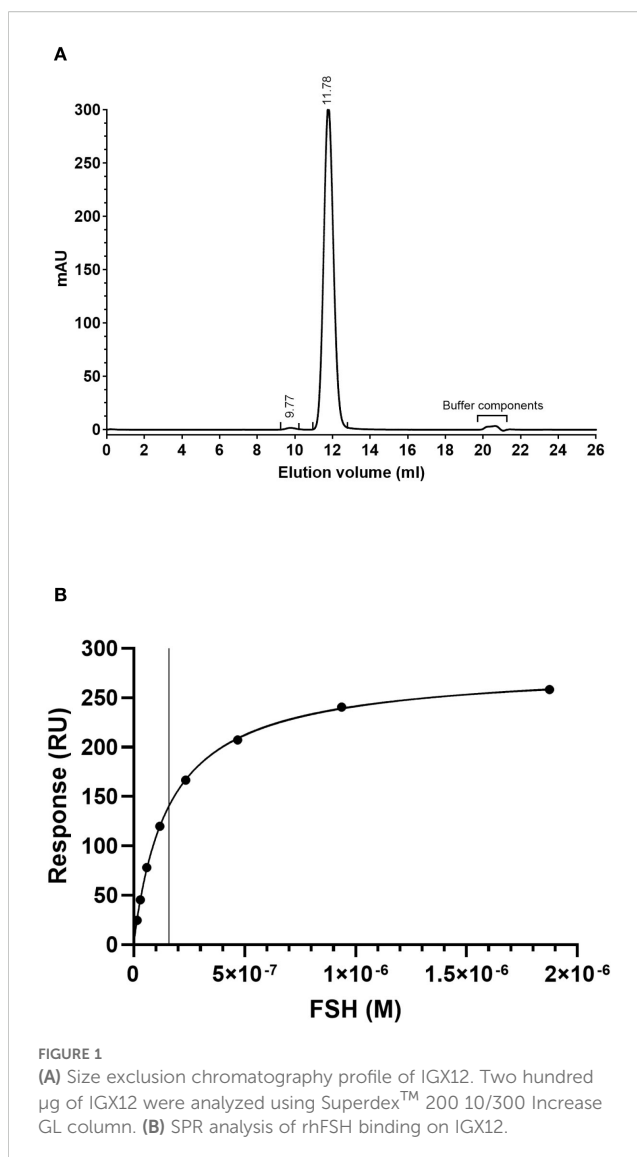 A
11.78
300
250
200
150
100
50
0
mAU
9.77
Buffer components
0 2 4 6 8 10 12 14 16 18 20 22 24 26
Elution volume (ml)
B
300
250
200
150
100
50
0
Response (RU)
0 5×10⁻⁷ 1×10⁻⁶ 1.5×10⁻⁶ 2×10⁻⁶
FSH (M)
FIGURE 1
(A) Size exclusion chromatography profile of IGX12. Two hundred
µg of IGX12 were analyzed using Superdex™ 200 10/300 Increase
GL column. (B) SPR analysis of rhFSH binding on IGX12.